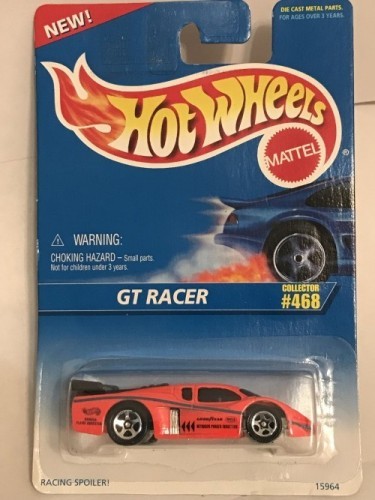 NEW!
DIE CAST METAL PARTS.
FOR AGES OVER 3 YEARS.
HOT WHEELS
MATTEL
®
WARNING:
CHOKING HAZARD – Small parts.
Not for children under 3 years.
GT RACER
COLLECTOR
#468
GOODYEAR
RACING SPOILER!
15964